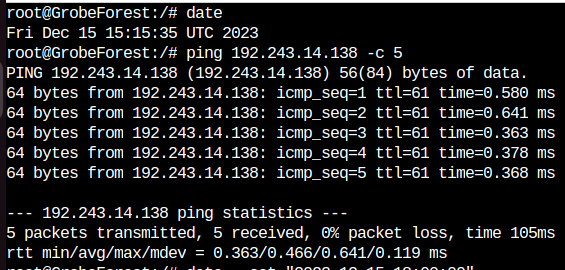 root@GrobeForest:/# date
Fri Dec 15 15:15:35 UTC 2023
root@GrobeForest:/# ping 192.243.14.138 -c 5
PING 192.243.14.138 (192.243.14.138) 56(84) bytes of data.
64 bytes from 192.243.14.138: icmp_seq=1 ttl=61 time=0.580 ms
64 bytes from 192.243.14.138: icmp_seq=2 ttl=61 time=0.641 ms
64 bytes from 192.243.14.138: icmp_seq=3 ttl=61 time=0.363 ms
64 bytes from 192.243.14.138: icmp_seq=4 ttl=61 time=0.378 ms
64 bytes from 192.243.14.138: icmp_seq=5 ttl=61 time=0.368 ms
--- 192.243.14.138 ping statistics ---
5 packets transmitted, 5 received, 0% packet loss, time 105ms
rtt min/avg/max/mdev = 0.363/0.466/0.641/0.119 ms
root@GrobeForest:/# date